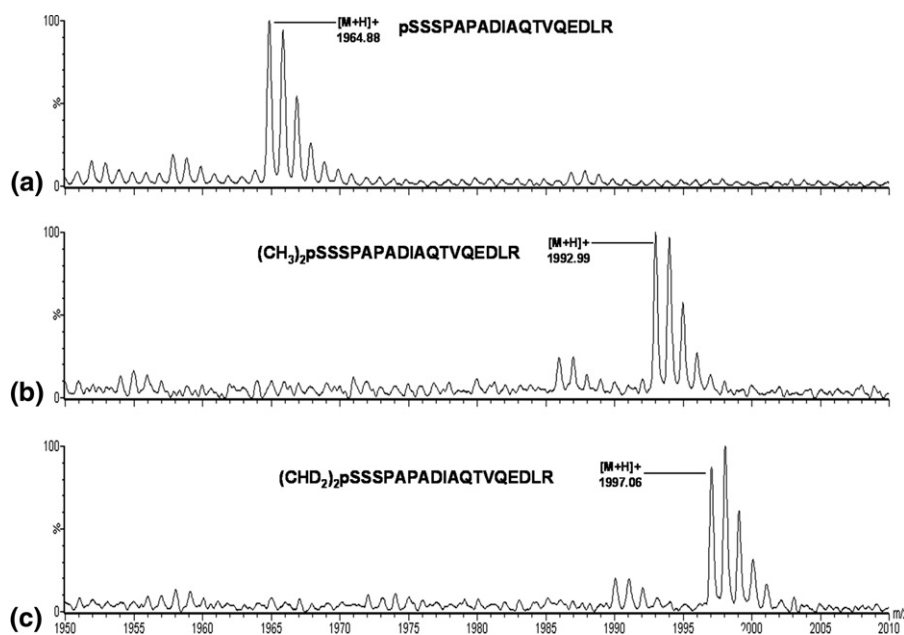 100
[M+H]+
1964.88
pSSSPAPADIAQTVQEDLR
%
(a)
0
100
[M+H]+
1992.99
(CH3)2pSSSPAPADIAQTVQEDLR
%
(b)
0
1950 1955 1960 1965 1970 1975 1980 1985 1990 1995 2000 2005 2010
100
[M+H]+
1997.06
(CHD2)2pSSSPAPADIAQTVQEDLR
%
(c)
0
m/z
1950 1955 1960 1965 1970 1975 1980 1985 1990 1995 2000 2005 2010